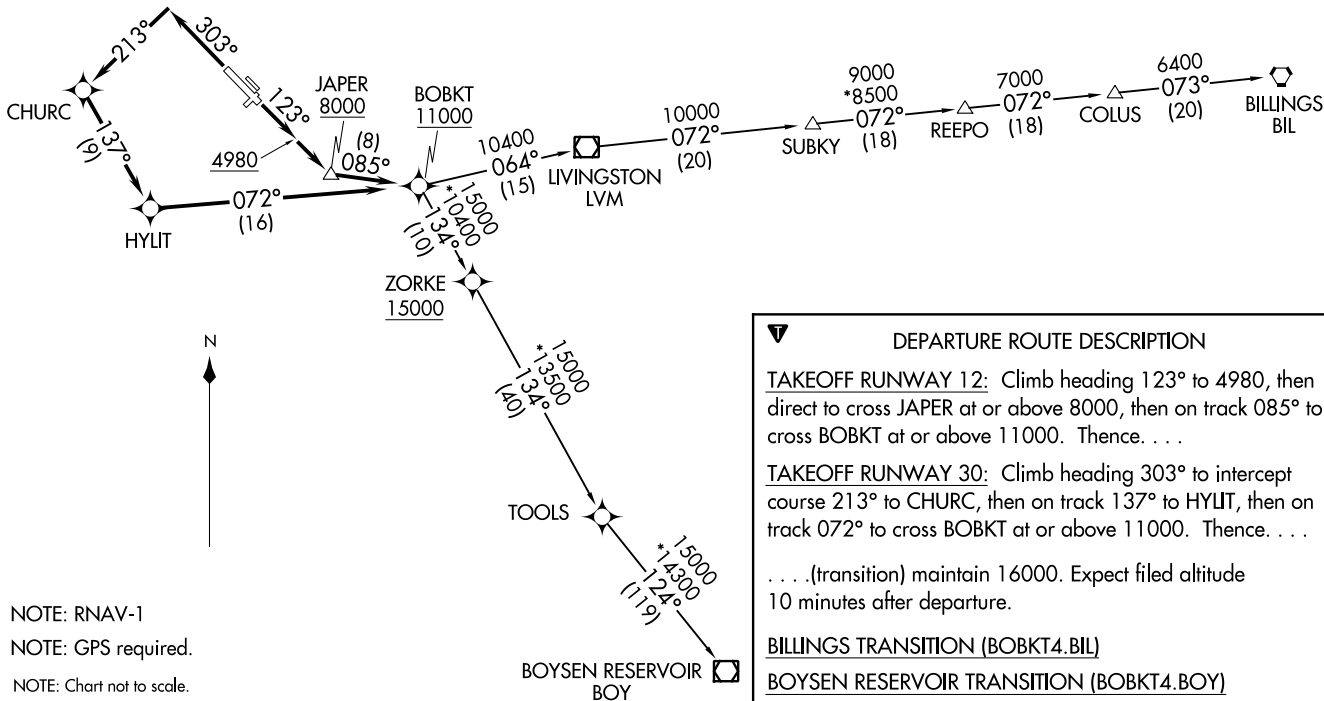 303°
213°
CHURC
137°
(9)
HYLIT
123°
4980
JAPER
8000
(8)
085°
BOBKT
11000
072°
(16)
10400
064°
(15)
LIVINGSTON
LVM
10000
072°
(20)
SUBKY
9000
*8500
072°
(18)
REEPO
7000
072°
(18)
COLUS
6400
073°
(20)
BILLINGS
BIL
15000
*10400
134°
(10)
ZORKE
15000
15000
*13500
134°
(40)
TOOLS
15000
*14300
124°
(119)
BOYSEN RESERVOIR
BOY
N
NOTE: RNAV-1
NOTE: GPS required.
NOTE: Chart not to scale.
T
DEPARTURE ROUTE DESCRIPTION
TAKEOFF RUNWAY 12: Climb heading 123° to 4980, then
direct to cross JAPER at or above 8000, then on track 085° to
cross BOBKT at or above 11000. Thence. . . .
TAKEOFF RUNWAY 30: Climb heading 303° to intercept
course 213° to CHURC, then on track 137° to HYLIT, then on
track 072° to cross BOBKT at or above 11000. Thence. . . .
. . . .(transition) maintain 16000. Expect filed altitude
10 minutes after departure.
BILLINGS TRANSITION (BOBKT4.BIL)
BOYSEN RESERVOIR TRANSITION (BOBKT4.BOY)